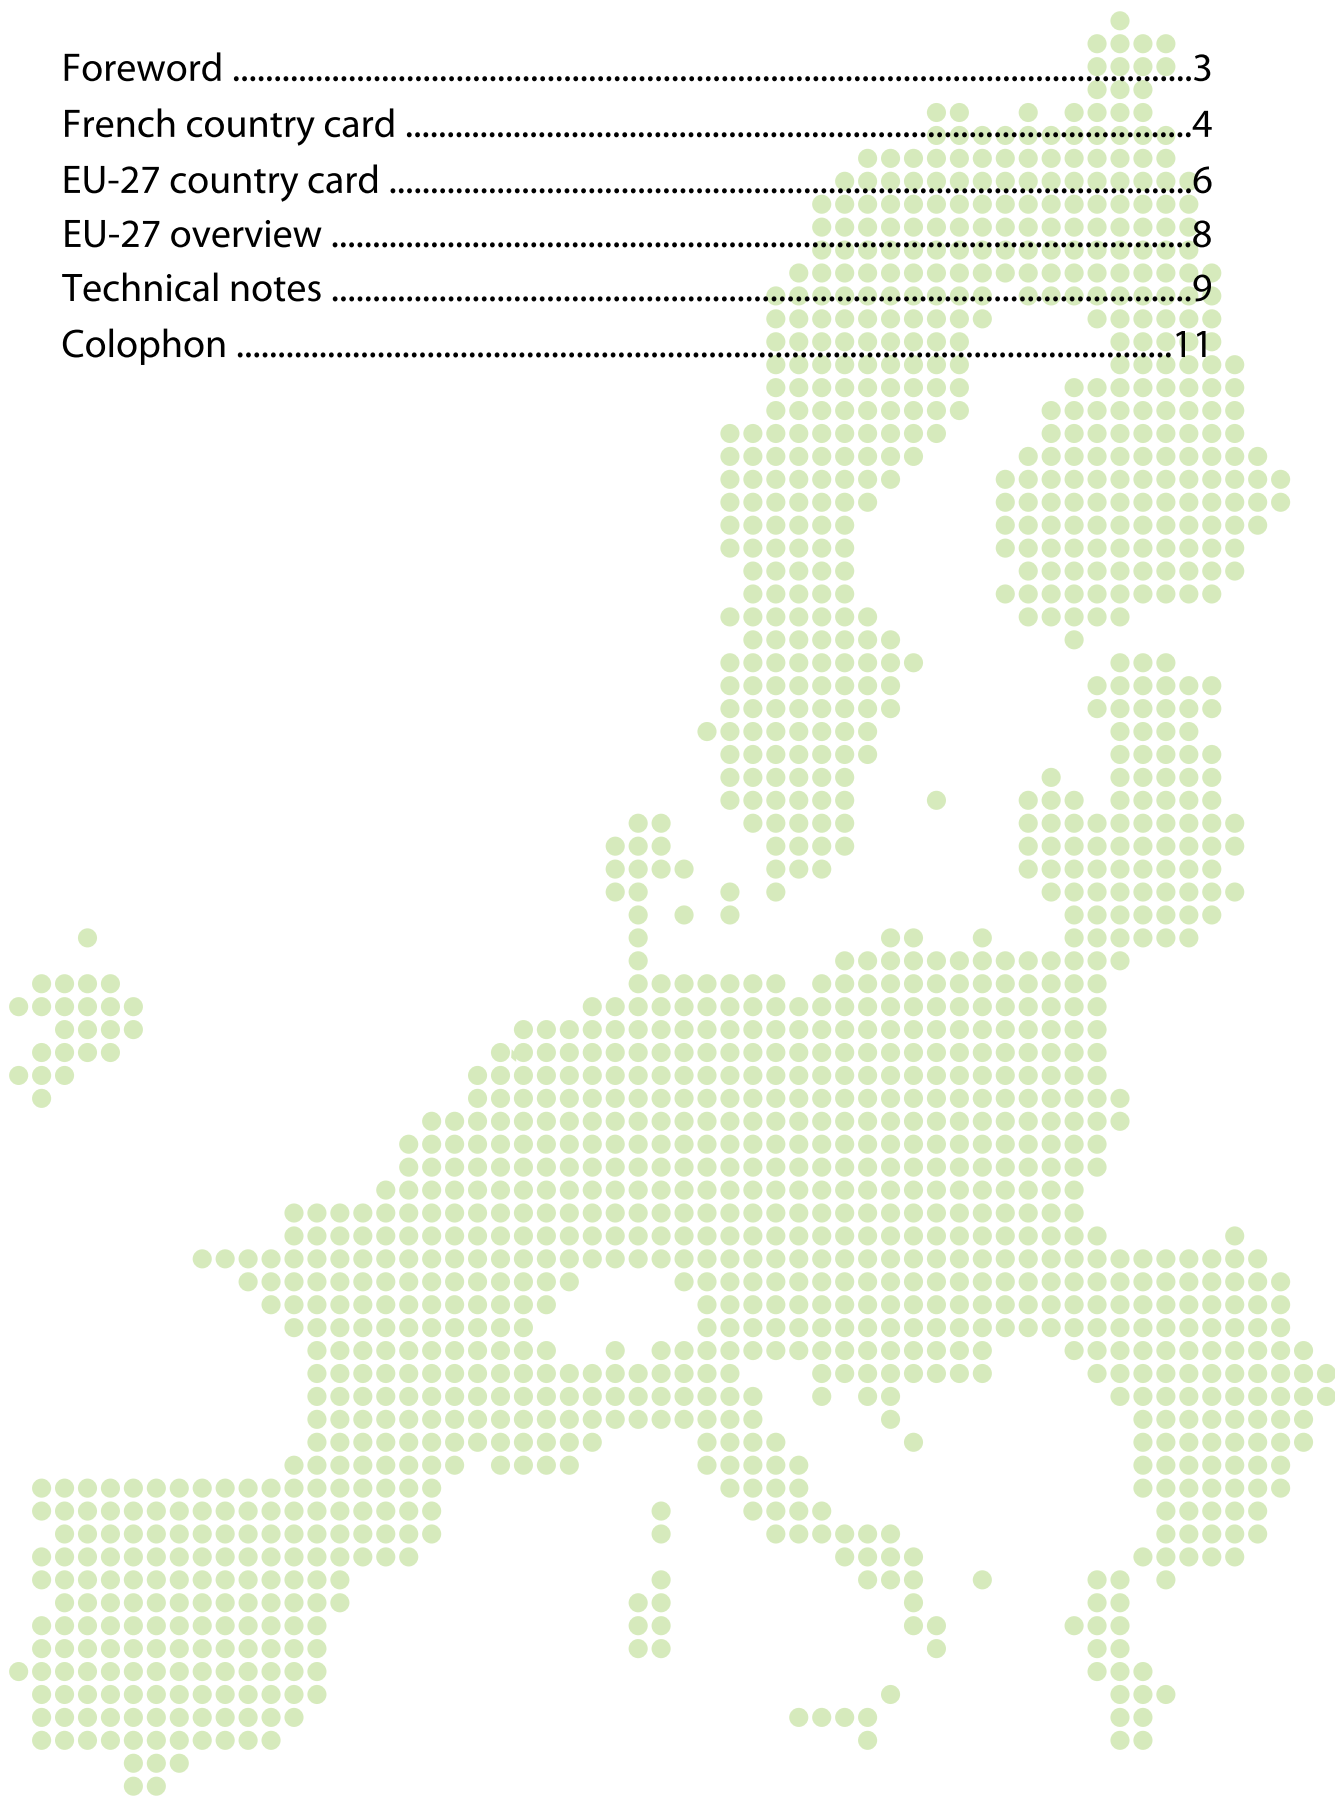 Foreword ........................................................................................................................3
French country card ..................................................................................................4
EU-27 country card ....................................................................................................6
EU-27 overview ...........................................................................................................8
Technical notes ...........................................................................................................9
Colophon ....................................................................................................................11